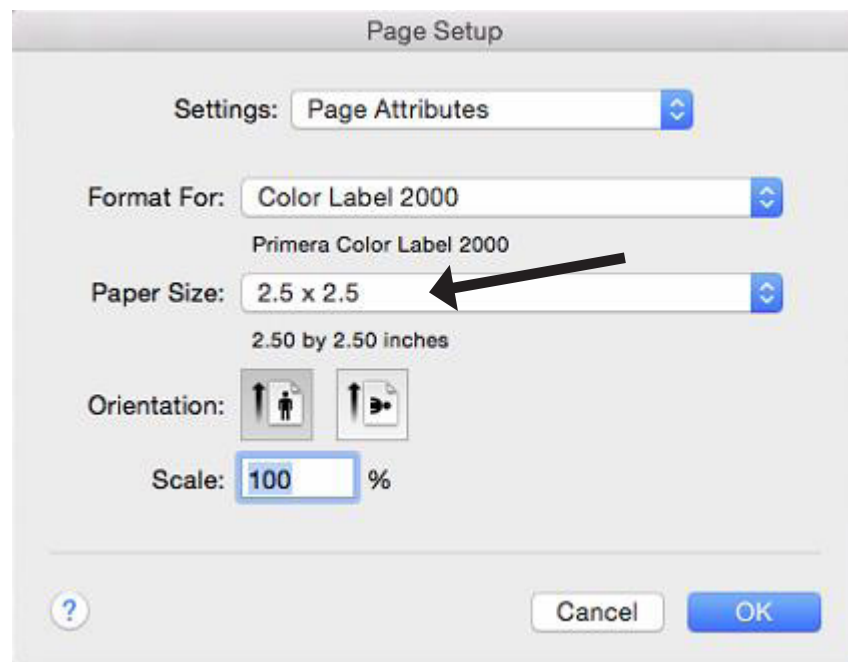 Page Setup
Settings: Page Attributes
Format For: Color Label 2000
Primera Color Label 2000
Paper Size: 2.5 x 2.5
2.50 by 2.50 inches
Orientation:
Scale: 100 %
? Cancel OK